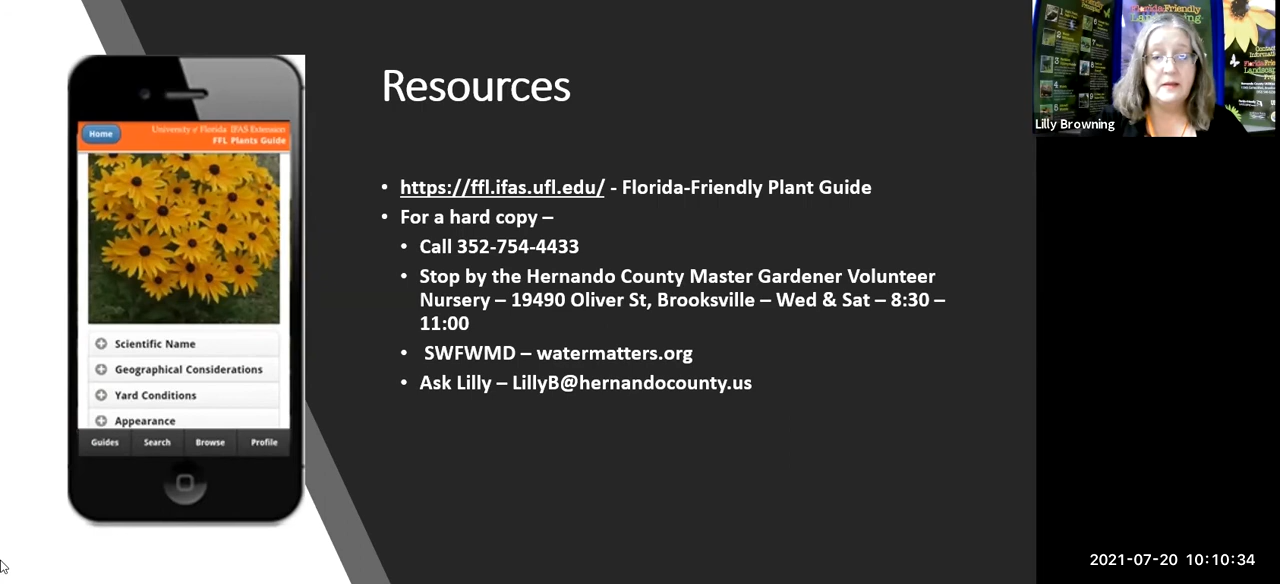 Resources
• https://ffl.ifas.ufl.edu/ - Florida-Friendly Plant Guide
• For a hard copy –
• Call 352-754-4433
• Stop by the Hernando County Master Gardener Volunteer
Nursery – 19490 Oliver St, Brooksville – Wed & Sat – 8:30 –
11:00
• SWFWMD – watermatters.org
• Ask Lilly – LillyB@hernandocounty.us
Home
University of Florida IFAS Extension
FFL Plants Guide
Scientific Name
Geographical Considerations
Yard Conditions
Appearance
Guides Search Browse Profile
Florida-Friendly
Lilly Browning
2021-07-20 10:10:34